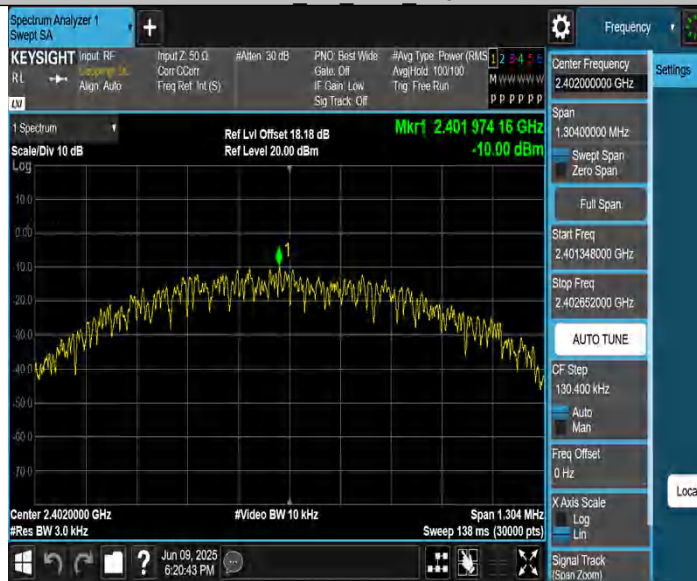 Spectrum Analyzer 1
Swept SA
Frequency
KEYSIGHT
RL
Input: RF
Coupling: DC
Align: Auto
Input Z: 50 Ω
Corr CCorr
Freq Ref: Int (S)
#Atten: 30 dB
PNO: Best Wide
Gate: Off
IF Gain: Low
Sig Track: Off
#Avg Type: Power (RMS
Avg|Hold: 100/100
Trig: Free Run
1 2 3 4 5 6
M W W W W W
P P P P P P
LXI
1 Spectrum
Scale/Div 10 dB
Log
Ref Lvl Offset 18.18 dB
Ref Level 20.00 dBm
Mkr1 2.401 974 16 GHz
-10.00 dBm
10.0
0.00
-10.0
-20.0
-30.0
-40.0
-50.0
-60.0
-70.0
1
Center 2.4020000 GHz
#Res BW 3.0 kHz
#Video BW 10 kHz
Span 1.304 MHz
Sweep 138 ms (30000 pts)
Jun 09, 2025
6:20:43 PM
Center Frequency
2.402000000 GHz
Settings
Span
1.30400000 MHz
Swept Span
Zero Span
Full Span
Start Freq
2.401348000 GHz
Stop Freq
2.402652000 GHz
AUTO TUNE
CF Step
130.400 kHz
Auto
Man
Freq Offset
0 Hz
X Axis Scale
Log
Lin
Loca
Signal Track
(Span Zoom)